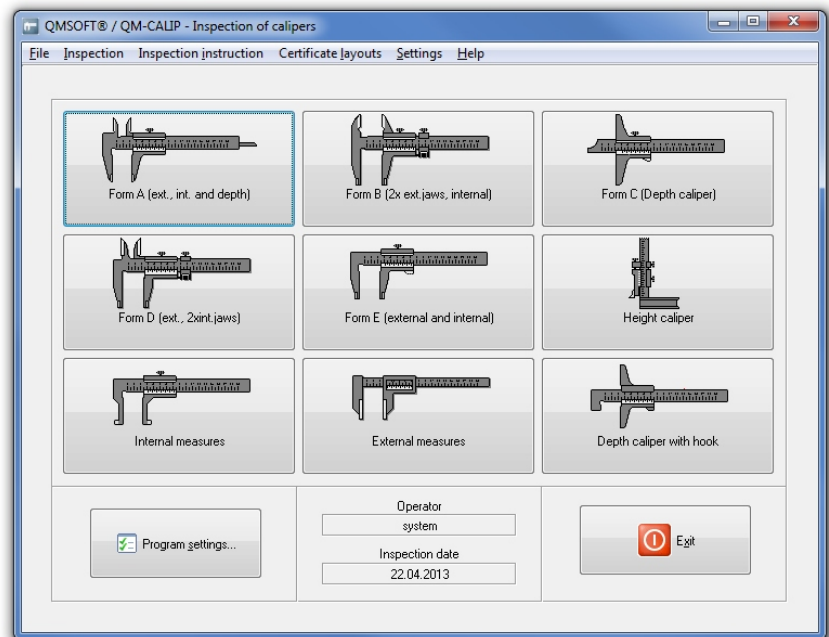 QMSOFT® / QM-CALIP - Inspection of calipers
File Inspection Inspection instruction Certificate layouts Settings Help
Form A (ext., int. and depth) Form B (2x ext.jaws, internal) Form C (Depth caliper)
Form D (ext., 2xint.jaws) Form E (external and internal) Height caliper
Internal measures External measures Depth caliper with hook
Operator
system
Program settings... Exit
Inspection date
22.04.2013